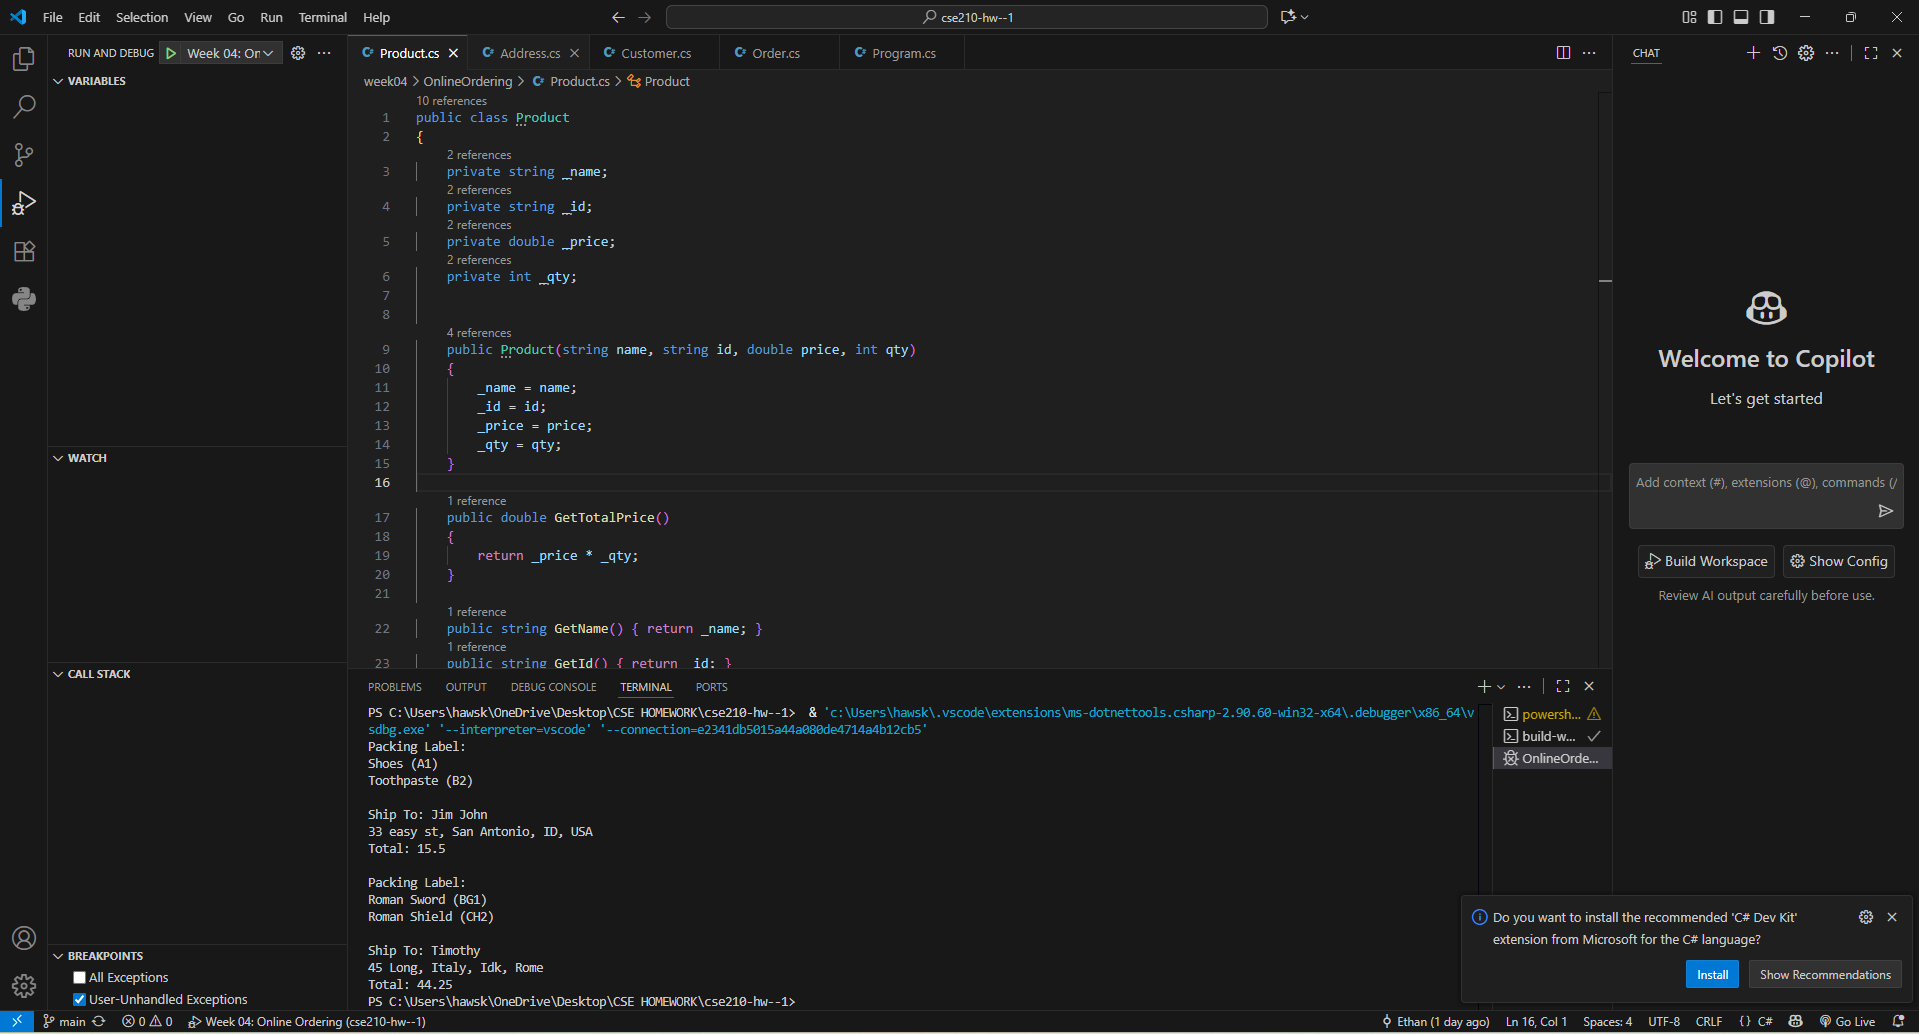 File Edit Selection View Go Run Terminal Help
cse210-hw--1
RUN AND DEBUG Week 04: On
VARIABLES
WATCH
CALL STACK
BREAKPOINTS
All Exceptions
User-Unhandled Exceptions
Product.cs Address.cs Customer.cs Order.cs Program.cs
week04 > OnlineOrdering > Product.cs > Product
10 references
1 public class Product
2 {
2 references
3 private string _name;
2 references
4 private string _id;
2 references
5 private double _price;
2 references
6 private int _qty;
7
8
4 references
9 public Product(string name, string id, double price, int qty)
10 {
11 _name = name;
12 _id = id;
13 _price = price;
14 _qty = qty;
15 }
16
1 reference
17 public double GetTotalPrice()
18 {
19 return _price * _qty;
20 }
21
1 reference
22 public string GetName() { return _name; }
1 reference
23 public string GetId() { return _id; }
PROBLEMS OUTPUT DEBUG CONSOLE TERMINAL PORTS
PS C:\Users\hawsk\OneDrive\Desktop\CSE HOMEWORK\cse210-hw--1> & 'c:\Users\hawsk\.vscode\extensions\ms-dotnettools.csharp-2.90.60-win32-x64\.debugger\x86_64\v
sdbg.exe' '--interpreter=vscode' '--connection=e2341db5015a44a080de4714a4b12cb5'
Packing Label:
Shoes (A1)
Toothpaste (B2)
Ship To: Jim John
33 easy st, San Antonio, ID, USA
Total: 15.5
Packing Label:
Roman Sword (BG1)
Roman Shield (CH2)
Ship To: Timothy
45 Long, Italy, Idk, Rome
Total: 44.25
PS C:\Users\hawsk\OneDrive\Desktop\CSE HOMEWORK\cse210-hw--1>
powersh...
build-w...
OnlineOrde...
CHAT
Welcome to Copilot
Let's get started
Add context (#), extensions (@), commands (/
Build Workspace Show Config
Review AI output carefully before use.
Do you want to install the recommended 'C# Dev Kit'
extension from Microsoft for the C# language?
Install Show Recommendations
main 0 0 Week 04: Online Ordering (cse210-hw--1) Ethan (1 day ago) Ln 16, Col 1 Spaces: 4 UTF-8 CRLF {} C# Go Live